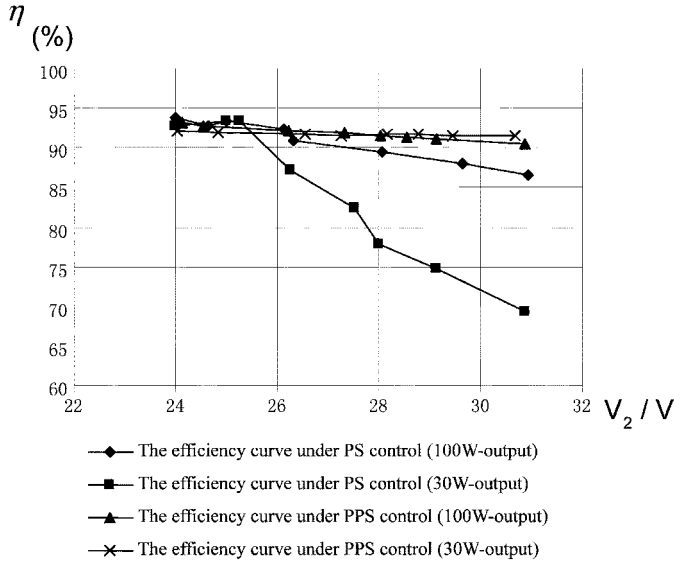 η
(%)
100
95
90
85
80
75
70
65
60
22 24 26 28 30 32 V2 / V
The efficiency curve under PS control (100W-output)
The efficiency curve under PS control (30W-output)
The efficiency curve under PPS control (100W-output)
The efficiency curve under PPS control (30W-output)